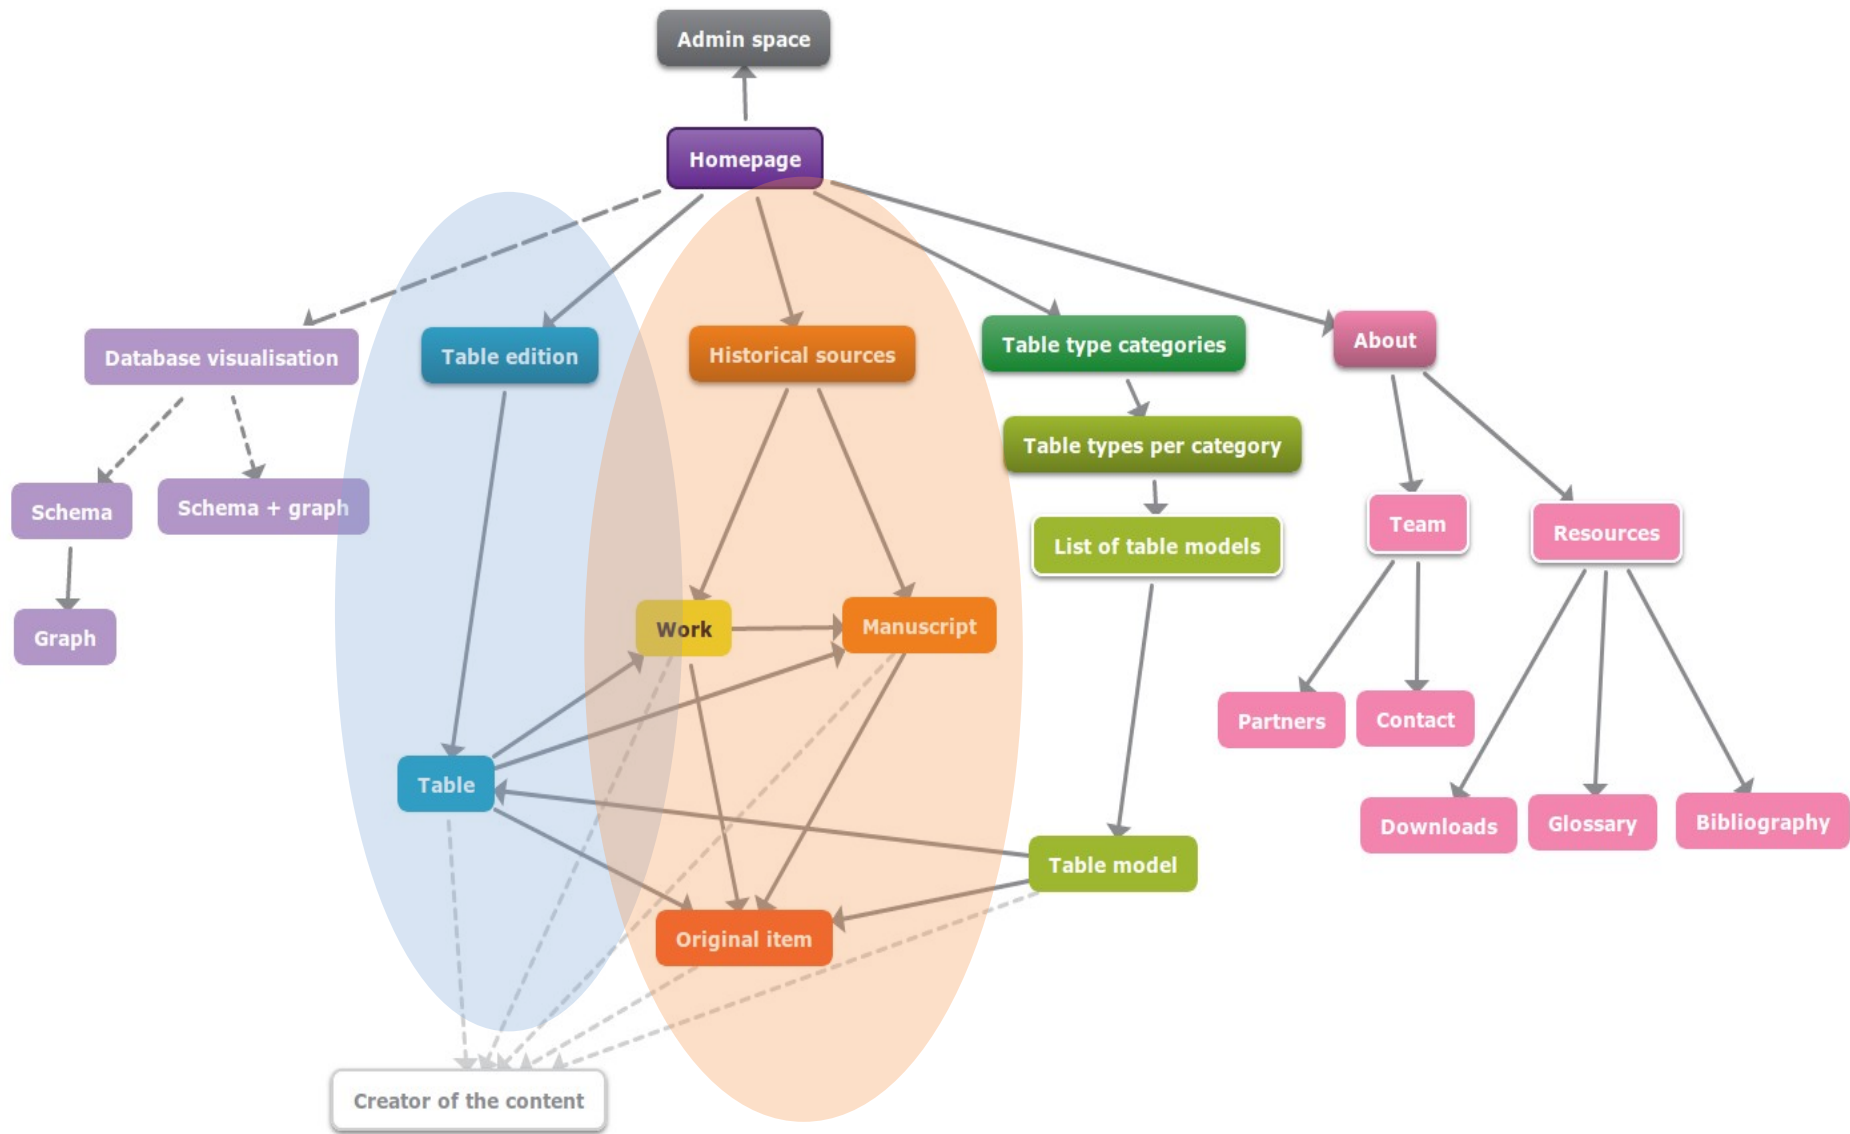 Admin space
Homepage
Database visualisation
Table edition
Historical sources
Table type categories
About
Table types per category
Schema
Schema + graph
List of table models
Team
Resources
Graph
Work
Manuscript
Partners
Contact
Table
Downloads
Glossary
Bibliography
Table model
Original item
Creator of the content